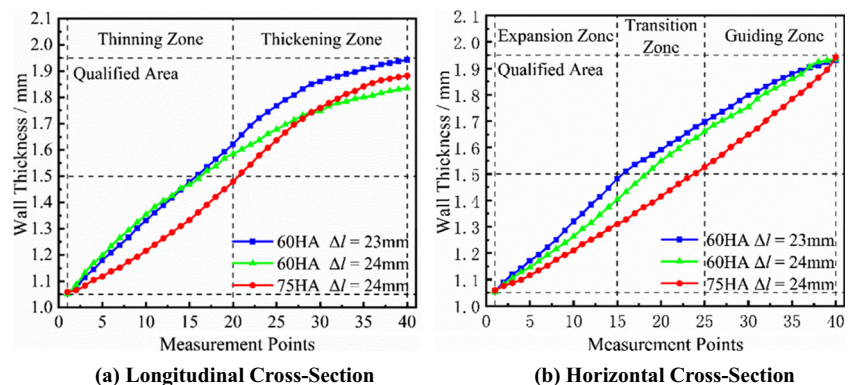 2.1
2.0
1.9
1.8
1.7
1.6
1.5
1.4
1.3
1.2
1.1
1.0
Wall Thickness / mm
Thinning Zone
Thickening Zone
Qualified Area
60HA Δl = 23mm
60HA Δl = 24mm
75HA Δl = 24mm
0 5 10 15 20 25 30 35 40
Measurement Points
(a) Longitudinal Cross-Section
2.1
2.0
1.9
1.8
1.7
1.6
1.5
1.4
1.3
1.2
1.1
1.0
Wall Thickness / mm
Expansion Zone
Transition
Zone
Guiding Zone
Qualified Area
60HA Δl = 23mm
60HA Δl = 24mm
75HA Δl = 24mm
0 5 10 15 20 25 30 35 40
Measurement Points
(b) Horizontal Cross-Section